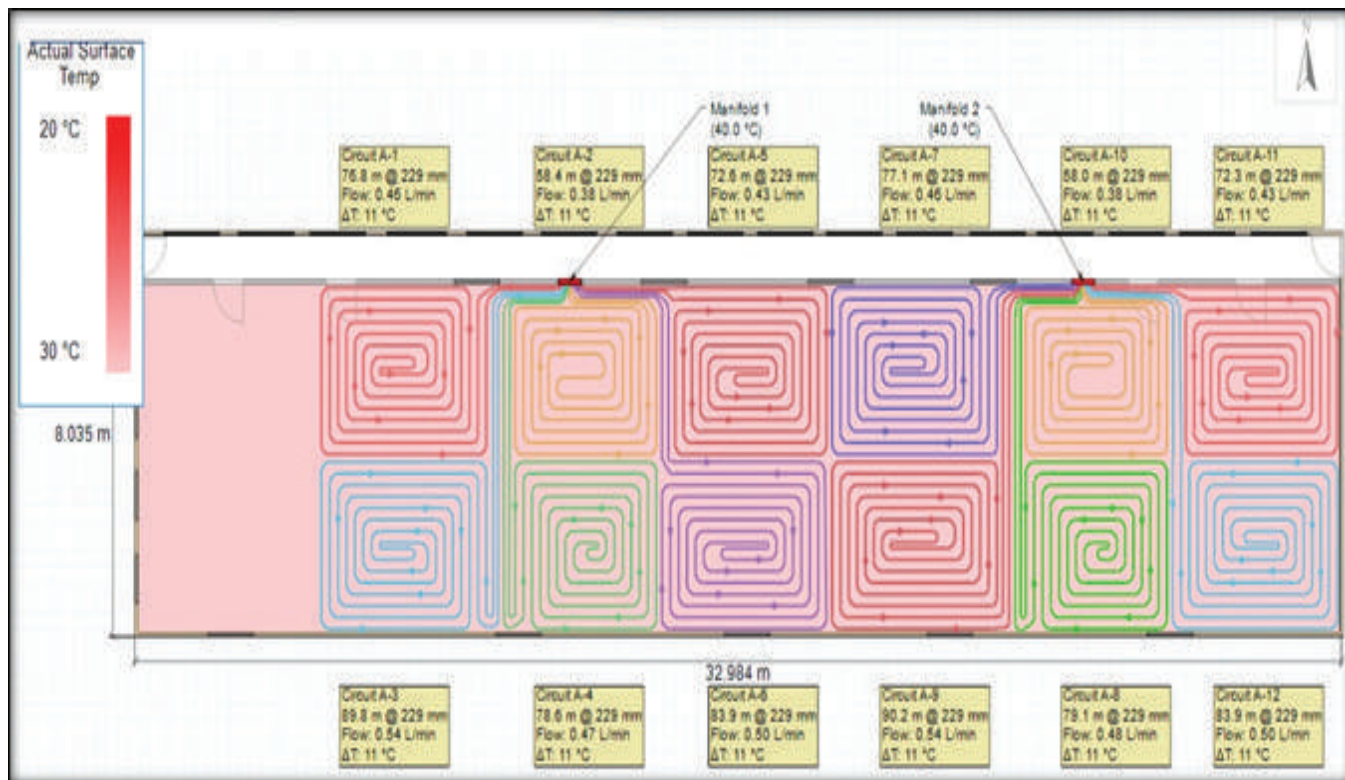 N
Actual Surface
Temp
20 °C
30 °C
Manifold 1
(40.0 °C)
Manifold 2
(40.0 °C)
Circuit A-1
76.8 m @ 229 mm
Flow: 0.46 L/min
ΔT: 11 °C
Circuit A-2
58.4 m @ 229 mm
Flow: 0.38 L/min
ΔT: 11 °C
Circuit A-5
72.6 m @ 229 mm
Flow: 0.43 L/min
ΔT: 11 °C
Circuit A-7
77.1 m @ 229 mm
Flow: 0.46 L/min
ΔT: 11 °C
Circuit A-10
58.0 m @ 229 mm
Flow: 0.38 L/min
ΔT: 11 °C
Circuit A-11
72.3 m @ 229 mm
Flow: 0.43 L/min
ΔT: 11 °C
8.035 m
32.984 m
Circuit A-3
89.8 m @ 229 mm
Flow: 0.54 L/min
ΔT: 11 °C
Circuit A-4
78.6 m @ 229 mm
Flow: 0.47 L/min
ΔT: 11 °C
Circuit A-6
83.9 m @ 229 mm
Flow: 0.50 L/min
ΔT: 11 °C
Circuit A-9
90.2 m @ 229 mm
Flow: 0.54 L/min
ΔT: 11 °C
Circuit A-8
79.1 m @ 229 mm
Flow: 0.48 L/min
ΔT: 11 °C
Circuit A-12
83.9 m @ 229 mm
Flow: 0.50 L/min
ΔT: 11 °C